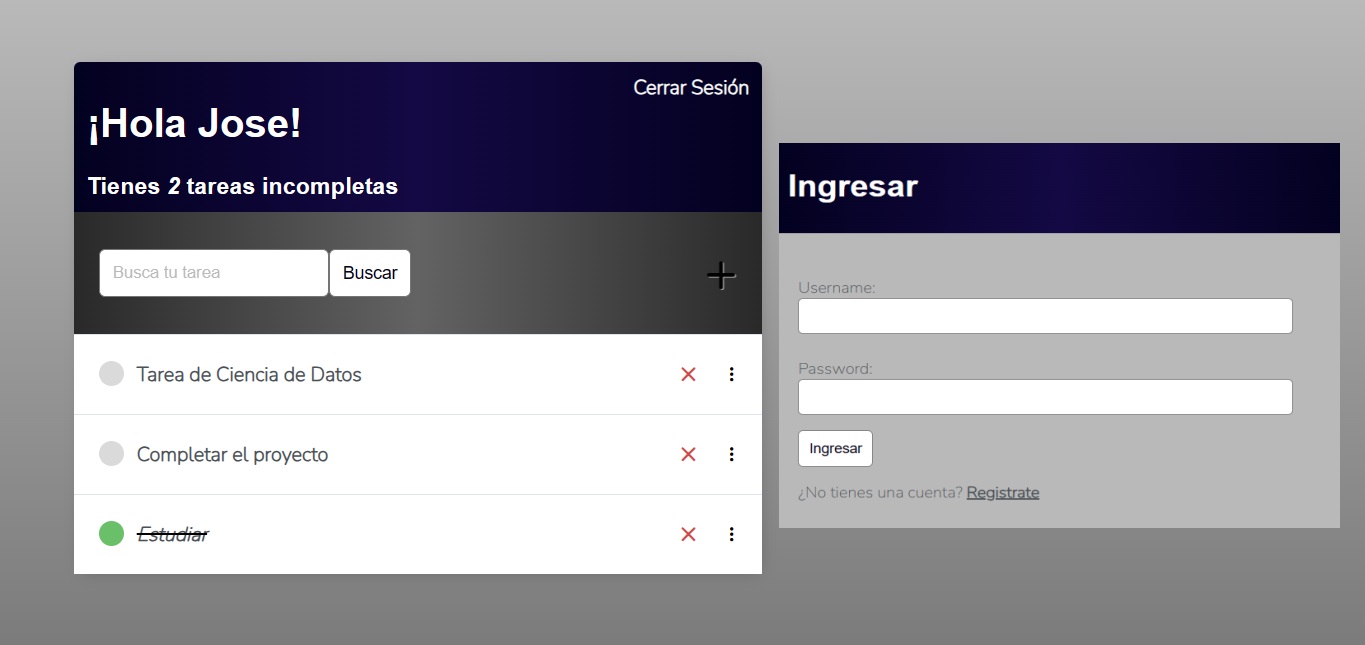 Cerrar Sesión
¡Hola Jose!
Tienes 2 tareas incompletas
Busca tu tarea
Buscar
Tarea de Ciencia de Datos
Completar el proyecto
Estudiar
Ingresar
Username:
Password:
Ingresar
¿No tienes una cuenta? Registrate